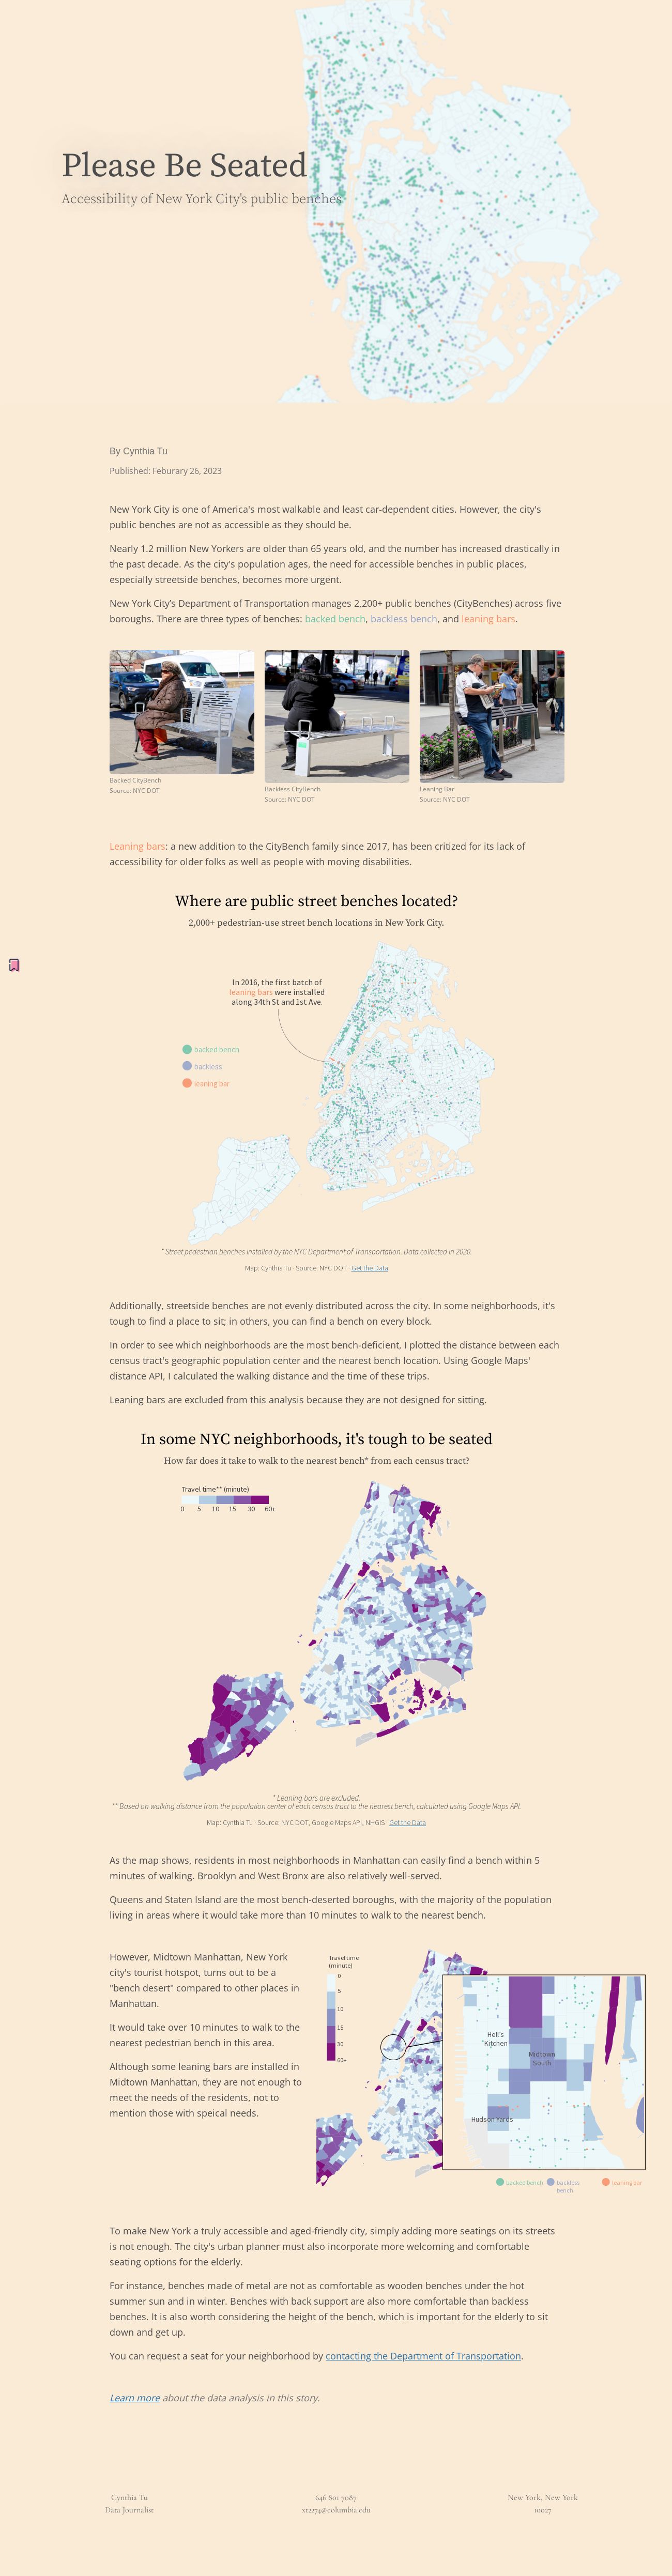 Please Be Seated
Accessibility of New York City's public benches
By Cynthia Tu
Published: Feburary 26, 2023
New York City is one of America's most walkable and least car-dependent cities. However, the city's
public benches are not as accessible as they should be.
Nearly 1.2 million New Yorkers are older than 65 years old, and the number has increased drastically in
the past decade. As the city's population ages, the need for accessible benches in public places,
especially streetside benches, becomes more urgent.
New York City's Department of Transportation manages 2,200+ public benches (CityBenches) across five
boroughs. There are three types of benches: backed bench, backless bench, and leaning bars.
Backed CityBench
Source: NYC DOT
Backless CityBench
Source: NYC DOT
Leaning Bar
Source: NYC DOT
Leaning bars: a new addition to the CityBench family since 2017, has been critized for its lack of
accessibility for older folks as well as people with moving disabilities.
Where are public street benches located?
2,000+ pedestrian-use street bench locations in New York City.
In 2016, the first batch of
leaning bars were installed
along 34th St and 1st Ave.
backed bench
backless
leaning bar
* Street pedestrian benches installed by the NYC Department of Transportation. Data collected in 2020.
Map: Cynthia Tu · Source: NYC DOT · Get the Data
Additionally, streetside benches are not evenly distributed across the city. In some neighborhoods, it's
tough to find a place to sit; in others, you can find a bench on every block.
In order to see which neighborhoods are the most bench-deficient, I plotted the distance between each
census tract's geographic population center and the nearest bench location. Using Google Maps'
distance API, I calculated the walking distance and the time of these trips.
Leaning bars are excluded from this analysis because they are not designed for sitting.
In some NYC neighborhoods, it's tough to be seated
How far does it take to walk to the nearest bench* from each census tract?
Travel time** (minute)
0 5 10 15 30 60+
* Leaning bars are excluded.
** Based on walking distance from the population center of each census tract to the nearest bench, calculated using Google Maps API.
Map: Cynthia Tu · Source: NYC DOT, Google Maps API, NHGIS · Get the Data
As the map shows, residents in most neighborhoods in Manhattan can easily find a bench within 5
minutes of walking. Brooklyn and West Bronx are also relatively well-served.
Queens and Staten Island are the most bench-deserted boroughs, with the majority of the population
living in areas where it would take more than 10 minutes to walk to the nearest bench.
However, Midtown Manhattan, New York
city's tourist hotspot, turns out to be a
"bench desert" compared to other places in
Manhattan.
It would take over 10 minutes to walk to the
nearest pedestrian bench in this area.
Although some leaning bars are installed in
Midtown Manhattan, they are not enough to
meet the needs of the residents, not to
mention those with speical needs.
Travel time
(minute)
0
5
10
15
30
60+
Hell's
Kitchen
Midtown
South
Hudson Yards
backed bench
backless
bench
leaning bar
To make New York a truly accessible and aged-friendly city, simply adding more seatings on its streets
is not enough. The city's urban planner must also incorporate more welcoming and comfortable
seating options for the elderly.
For instance, benches made of metal are not as comfortable as wooden benches under the hot
summer sun and in winter. Benches with back support are also more comfortable than backless
benches. It is also worth considering the height of the bench, which is important for the elderly to sit
down and get up.
You can request a seat for your neighborhood by contacting the Department of Transportation.
Learn more about the data analysis in this story.
Cynthia Tu
Data Journalist
646 801 7087
xt2274@columbia.edu
New York, New York
10027